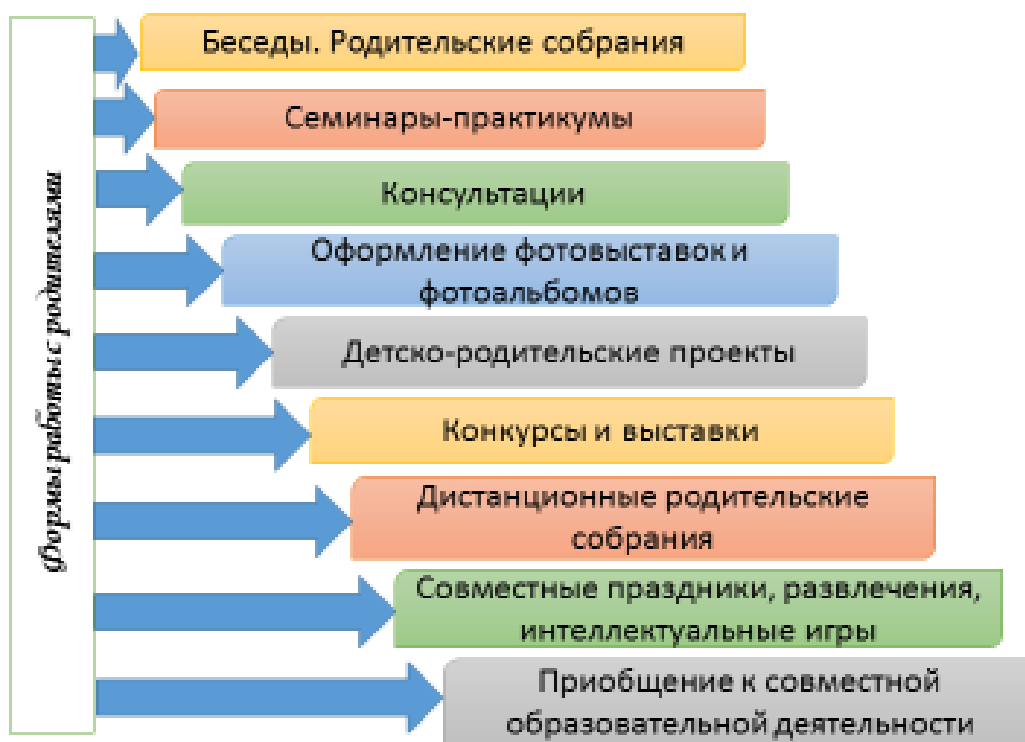 Формы работы с родителями
Беседы. Родительские собрания
Семинары-практикумы
Консультации
Оформление фотовыставок и
фотоальбомов
Детско-родительские проекты
Конкурсы и выставки
Дистанционные родительские
собрания
Совместные праздники, развлечения,
интеллектуальные игры
Приобщение к совместной
образовательной деятельности